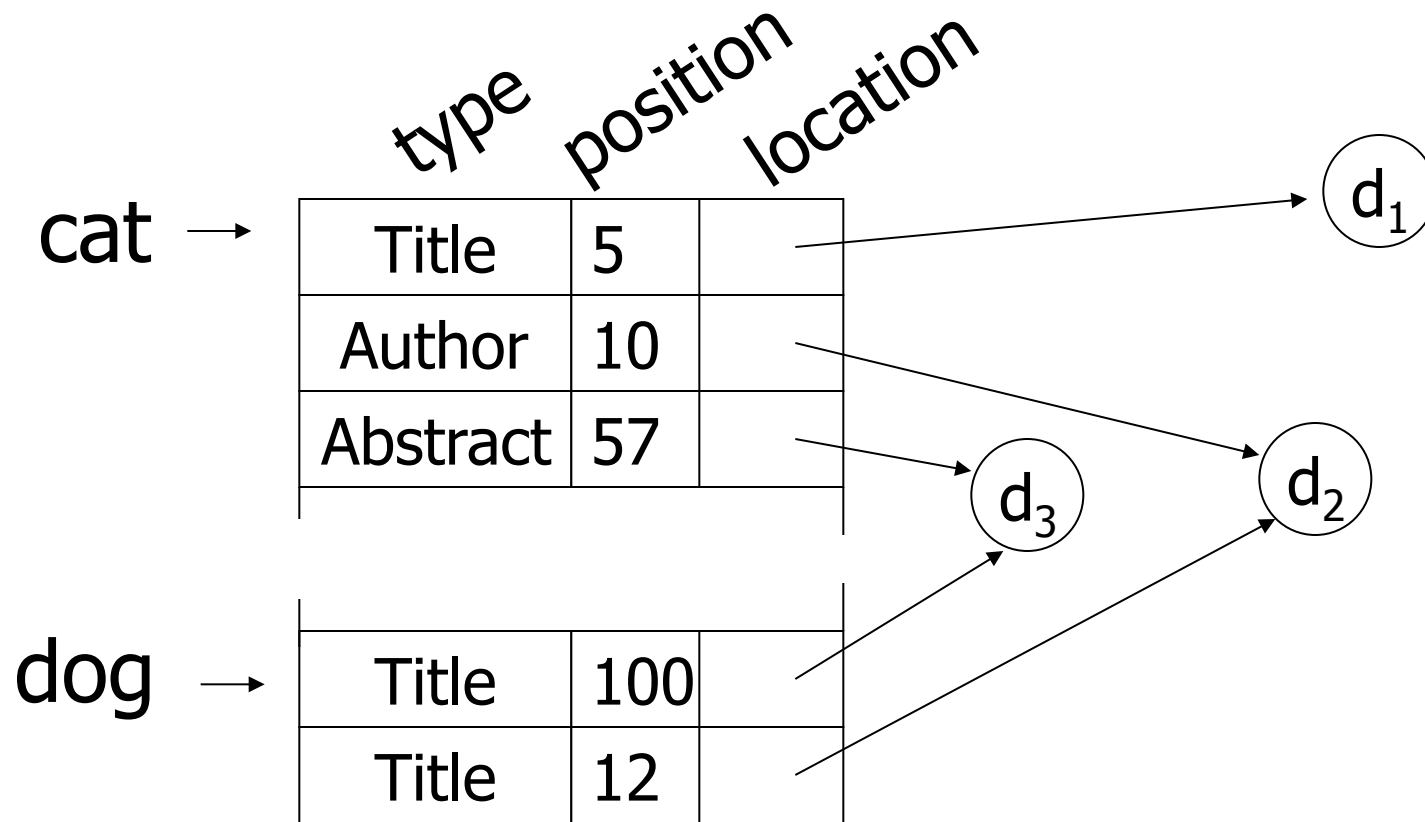 type position location
cat Title 5 d₁
Author 10
Abstract 57 d₃ d₂
dog Title 100
Title 12